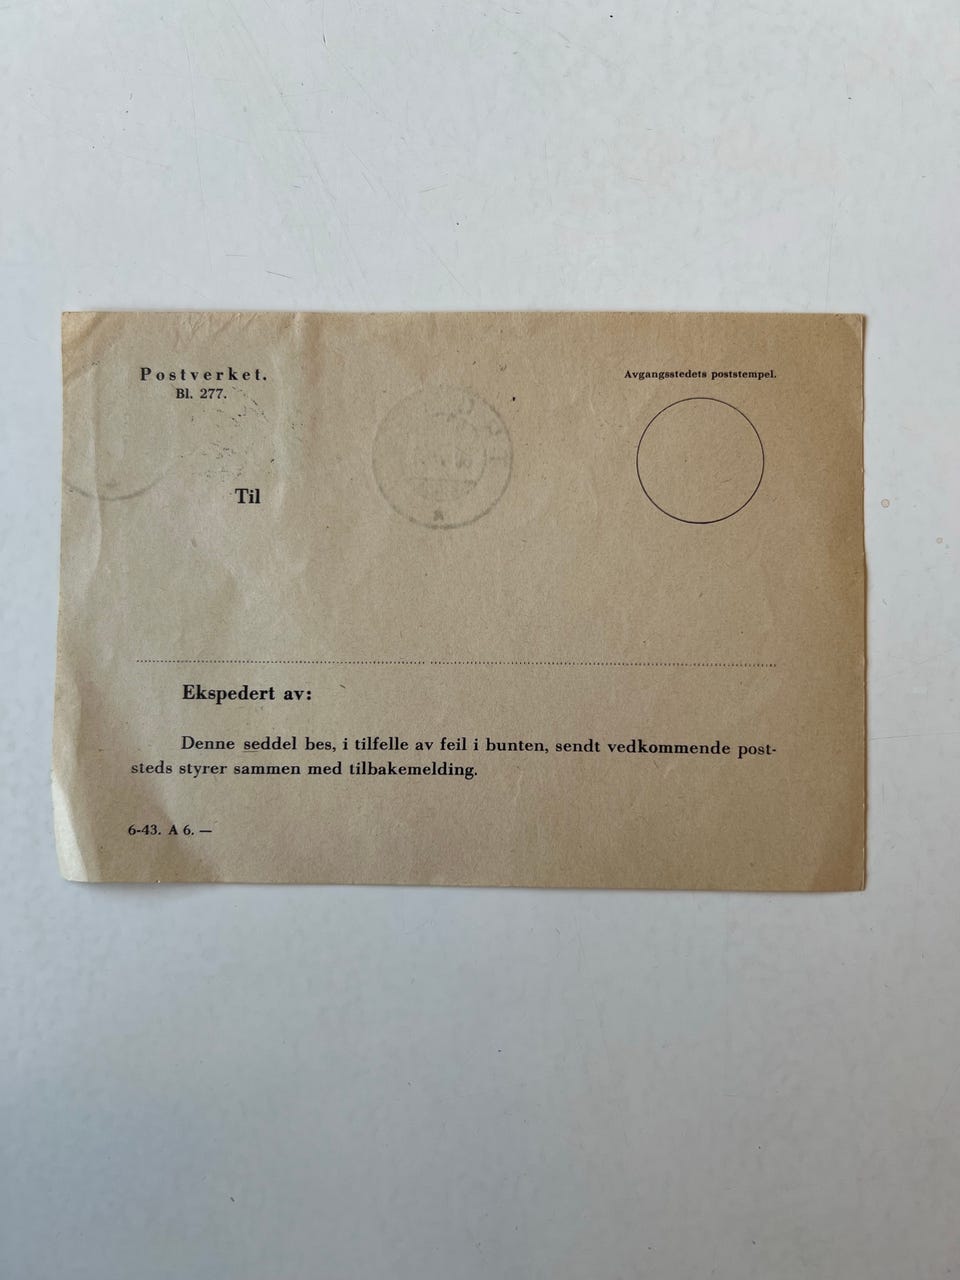 Postverket.
Bl. 277.
Avgangsstedets poststempel.
Til
Ekspedert av:
Denne seddel bes, i tilfelle av feil i bunten, sendt vedkommende post-
steds styrer sammen med tilbakemelding.
6-43. A 6. —